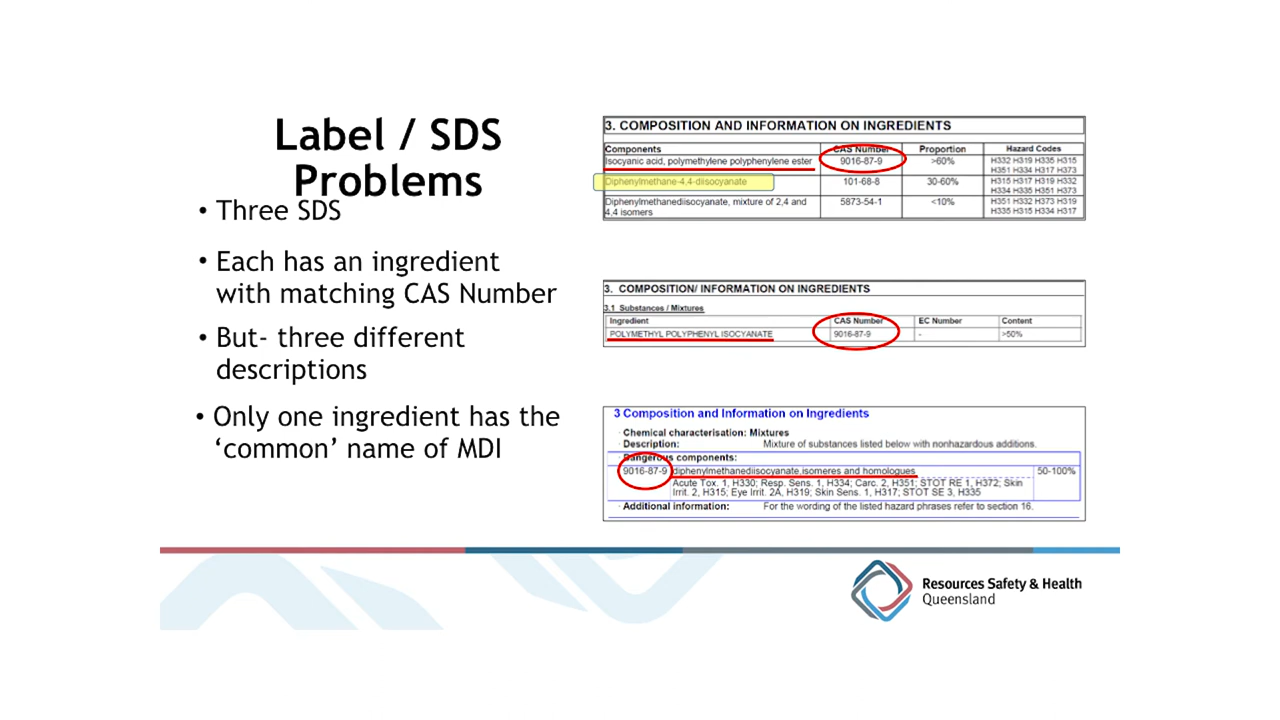 Label / SDS
Problems
• Three SDS
• Each has an ingredient
with matching CAS Number
• But- three different
descriptions
• Only one ingredient has the
‘common’ name of MDI
3. COMPOSITION AND INFORMATION ON INGREDIENTS
Components CAS Number Proportion Hazard Codes
Isocyanic acid, polymethylene polyphenylene ester 9016-87-9 >60% H332 H319 H335 H315
H351 H334 H317 H373
Diphenylmethane-4,4-diisocyanate 101-68-8 30-60% H315 H317 H319 H332
H334 H335 H351 H373
Diphenylmethanediisocyanate, mixture of 2,4 and 5873-54-1 <10% H351 H332 H373 H319
4,4 isomers H335 H315 H334 H317
3. COMPOSITION/ INFORMATION ON INGREDIENTS
3.1 Substances / Mixtures
Ingredient CAS Number EC Number Content
POLYMETHYL POLYPHENYL ISOCYANATE 9016-87-9 - >50%
3 Composition and Information on Ingredients
· Chemical characterisation: Mixtures
· Description: Mixture of substances listed below with nonhazardous additions.
· Dangerous components:
9016-87-9 diphenylmethanediisocyanate,isomeres and homologues 50-100%
Acute Tox. 1, H330; Resp. Sens. 1, H334; Carc. 2, H351; STOT RE 1, H372; Skin
Irrit. 2, H315; Eye Irrit. 2A, H319; Skin Sens. 1, H317; STOT SE 3, H335
· Additional information: For the wording of the listed hazard phrases refer to section 16.
Resources Safety & Health
Queensland